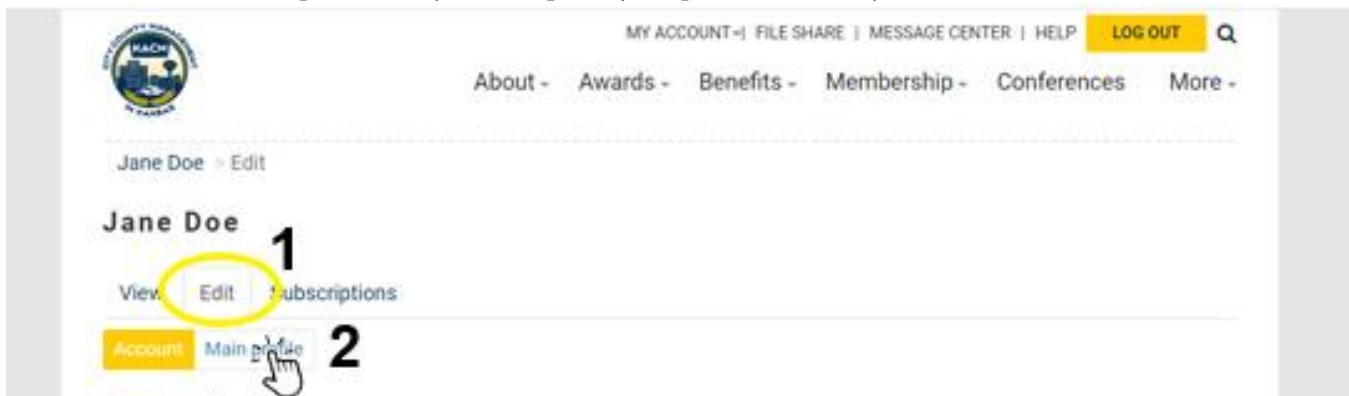 MY ACCOUNT | FILE SHARE | MESSAGE CENTER | HELP LOG OUT
KACM
About Awards Benefits Membership Conferences More
Jane Doe > Edit
Jane Doe
1
View Edit Subscriptions
Account Main profile 2